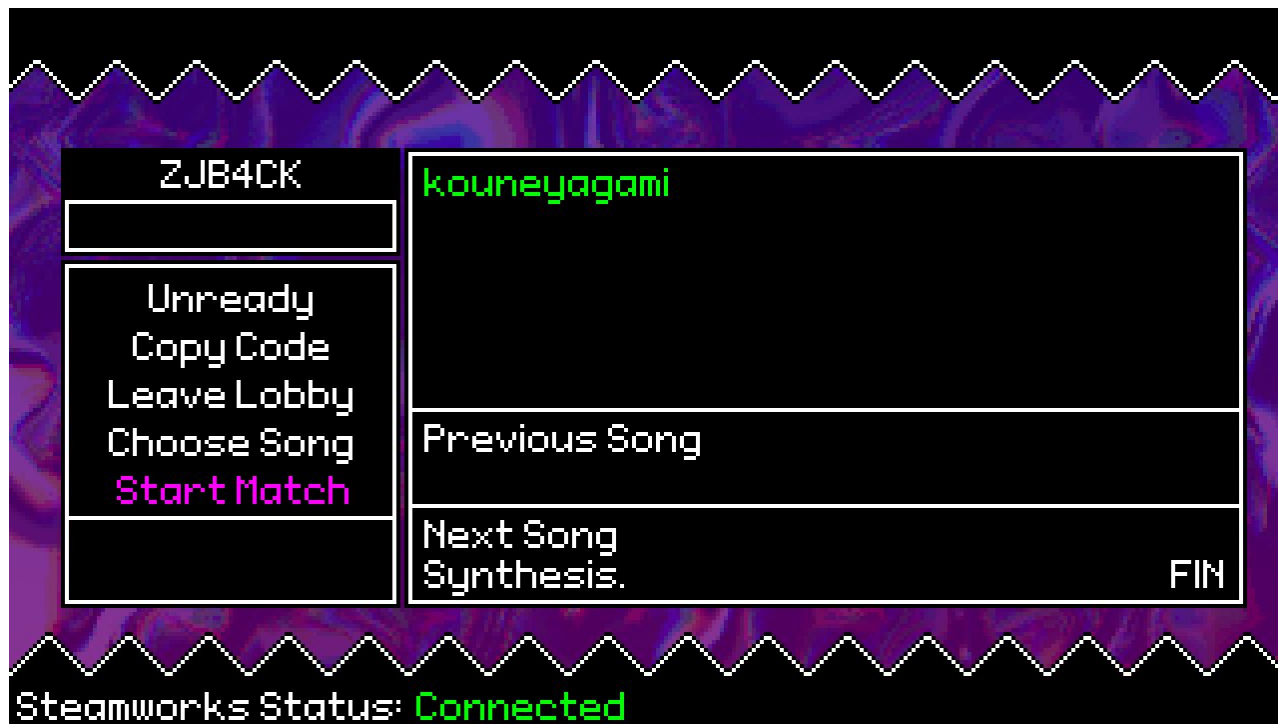 ZJB4CK
kouneyagami
Unready
Copy Code
Leave Lobby
Choose Song
Start Match
Previous Song
Next Song
Synthesis.
FIN
Steamworks Status: Connected